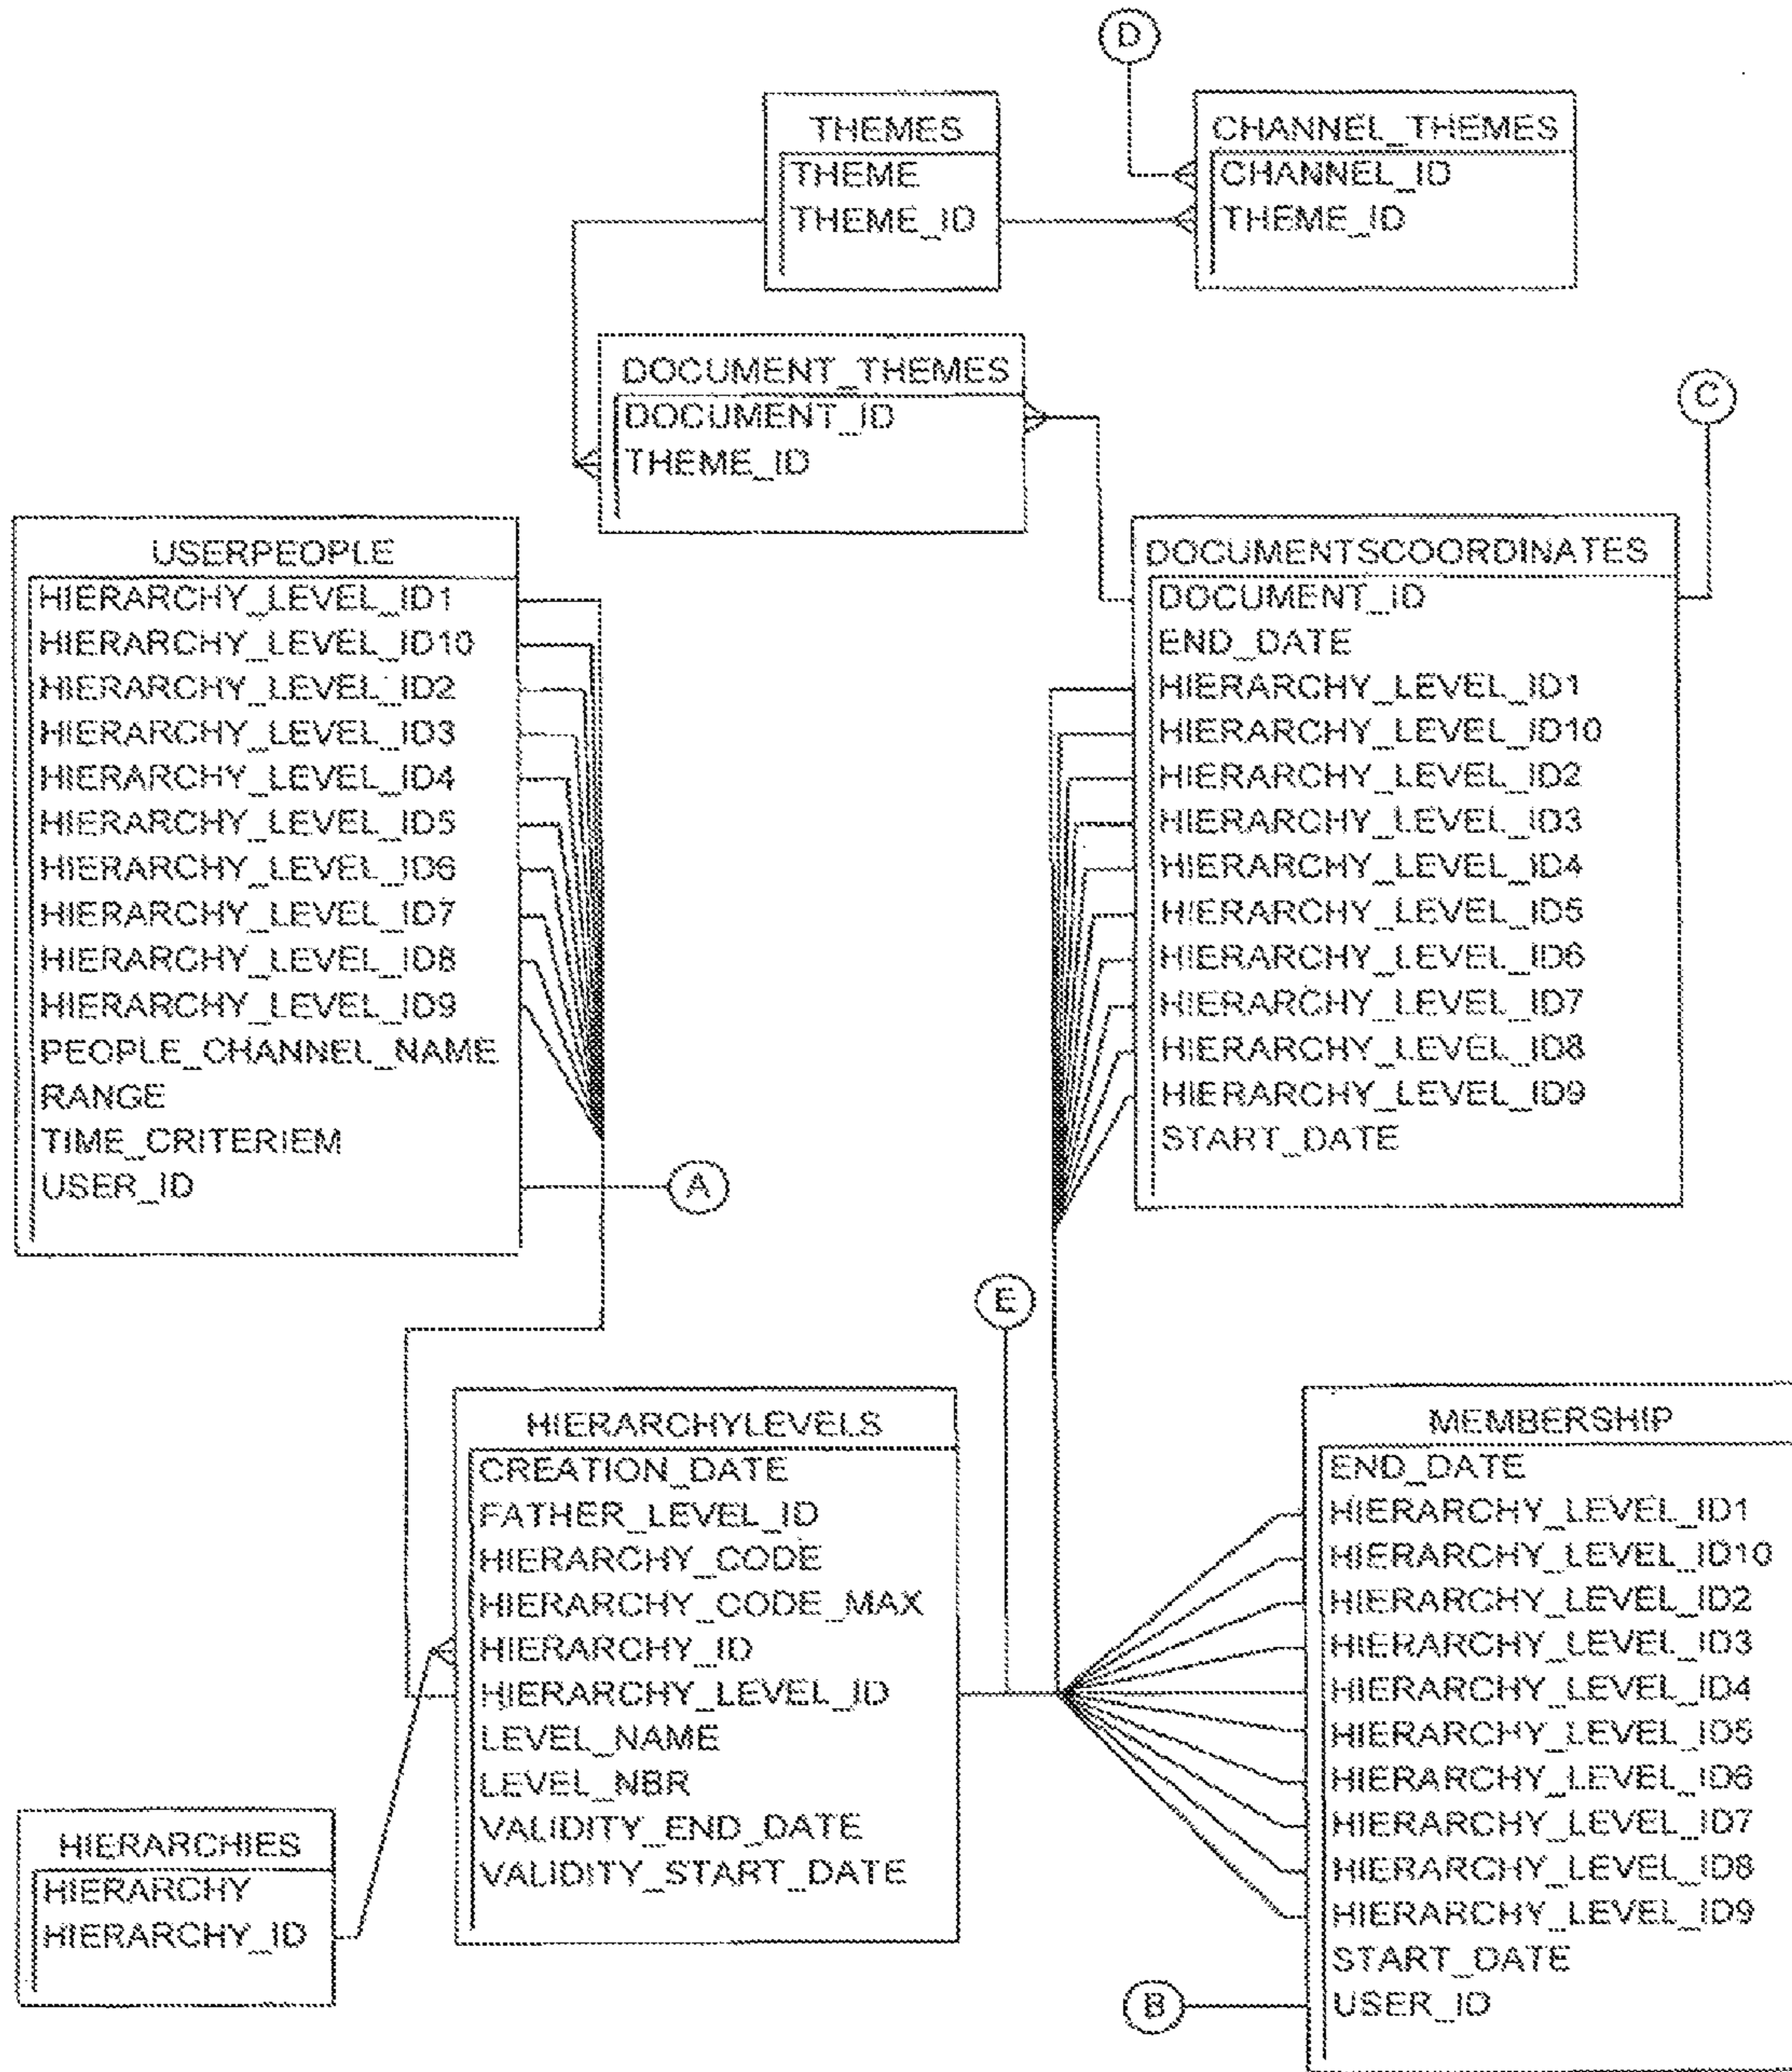 D
THEMES
THEME
THEME_ID
CHANNEL_THEMES
CHANNEL_ID
THEME_ID
DOCUMENT_THEMES
DOCUMENT_ID
THEME_ID
C
USERPEOPLE
HIERARCHY_LEVEL_ID1
HIERARCHY_LEVEL_ID10
HIERARCHY_LEVEL_ID2
HIERARCHY_LEVEL_ID3
HIERARCHY_LEVEL_ID4
HIERARCHY_LEVEL_ID5
HIERARCHY_LEVEL_ID6
HIERARCHY_LEVEL_ID7
HIERARCHY_LEVEL_ID8
HIERARCHY_LEVEL_ID9
PEOPLE_CHANNEL_NAME
RANGE
TIME_CRITERIEM
USER_ID
A
DOCUMENTSCOORDINATES
DOCUMENT_ID
END_DATE
HIERARCHY_LEVEL_ID1
HIERARCHY_LEVEL_ID10
HIERARCHY_LEVEL_ID2
HIERARCHY_LEVEL_ID3
HIERARCHY_LEVEL_ID4
HIERARCHY_LEVEL_ID5
HIERARCHY_LEVEL_ID6
HIERARCHY_LEVEL_ID7
HIERARCHY_LEVEL_ID8
HIERARCHY_LEVEL_ID9
START_DATE
E
HIERARCHYLEVELS
CREATION_DATE
FATHER_LEVEL_ID
HIERARCHY_CODE
HIERARCHY_CODE_MAX
HIERARCHY_ID
HIERARCHY_LEVEL_ID
LEVEL_NAME
LEVEL_NBR
VALIDITY_END_DATE
VALIDITY_START_DATE
HIERARCHIES
HIERARCHY
HIERARCHY_ID
MEMBERSHIP
END_DATE
HIERARCHY_LEVEL_ID1
HIERARCHY_LEVEL_ID10
HIERARCHY_LEVEL_ID2
HIERARCHY_LEVEL_ID3
HIERARCHY_LEVEL_ID4
HIERARCHY_LEVEL_ID5
HIERARCHY_LEVEL_ID6
HIERARCHY_LEVEL_ID7
HIERARCHY_LEVEL_ID8
HIERARCHY_LEVEL_ID9
START_DATE
USER_ID
B